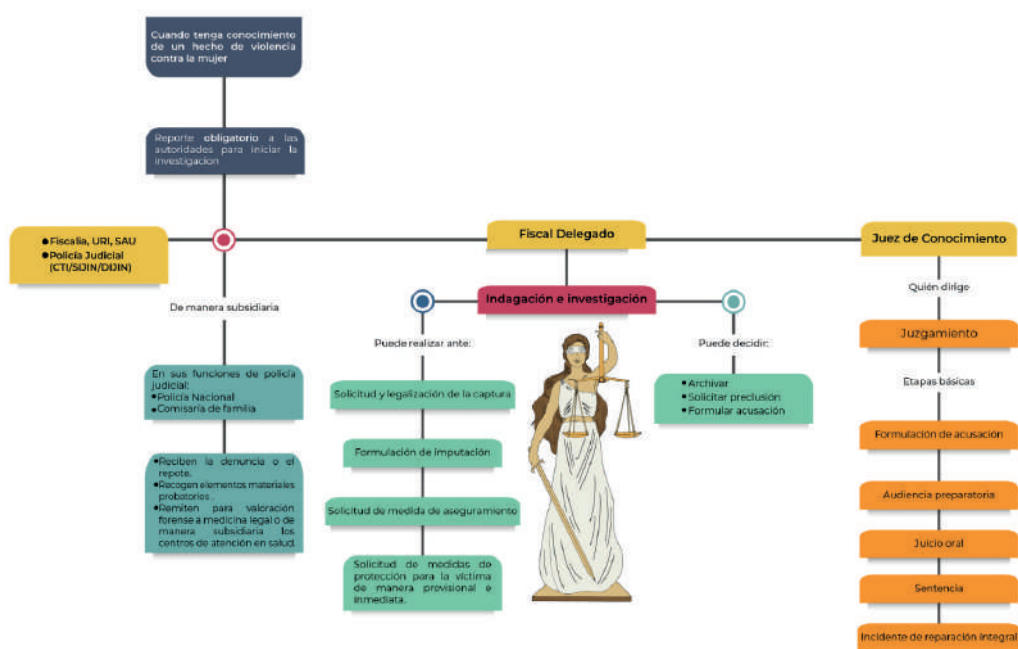 Cuando tenga conocimiento
de un hecho de violencia
contra la mujer
Reporte obligatorio a las
autoridades para iniciar la
investigacion
●Fiscalía, URI, SAU
●Policía Judicial
(CTI/SIJIN/DIJIN)
De manera subsidiaria
En sus funciones de policía
judicial:
●Policía Nacional
●Comisaría de familia
●Reciben la denuncia o el
repote.
●Recogen elementos materiales
probatorios .
●Remiten para valoración
forense a medicina legal o de
manera subsidiaria los
centros de atención en salud.
Fiscal Delegado
Indagación e investigación
Puede realizar ante:
Solicitud y legalización de la captura
Formulación de imputación
Solicitud de medida de aseguramiento
Solicitud de medidas de
protección para la víctima
de manera provisional e
inmediata.
Puede decidir:
●Archivar
●Solicitar preclusión
●Formular acusación
Juez de Conocimiento
Quién dirige
Juzgamiento
Etapas básicas
Formulación de acusación
Audiencia preparatoria
Juicio oral
Sentencia
Incidente de reparación integral